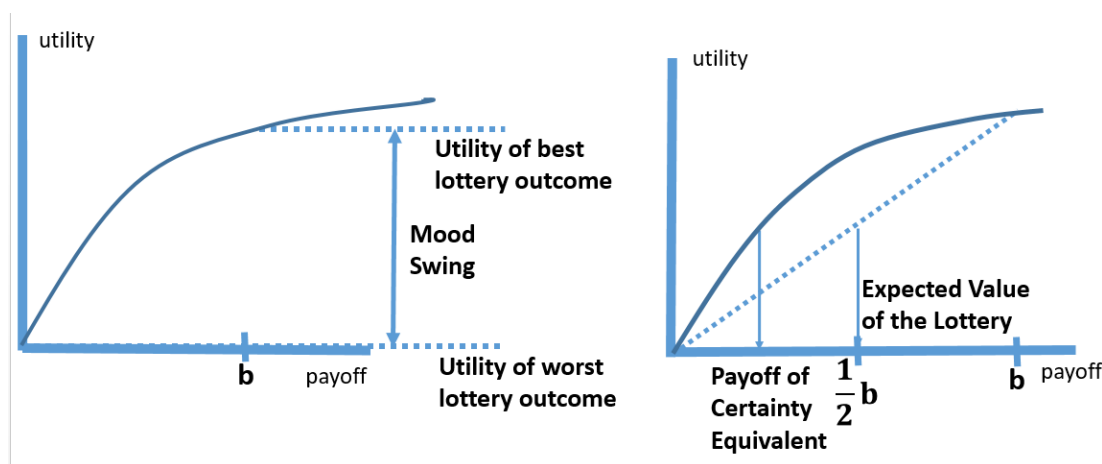 utility
Utility of best
lottery outcome
Mood
Swing
b
payoff
Utility of worst
lottery outcome
utility
Expected Value
of the Lottery
Payoff of
Certainty
Equivalent
1
2
b
b
payoff